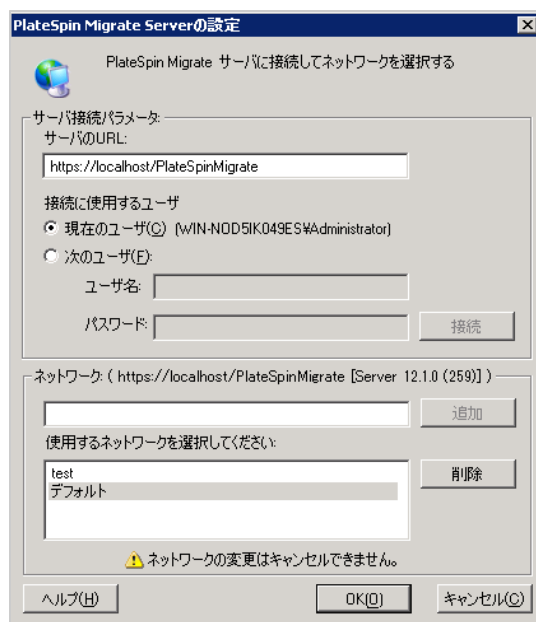 PlateSpin Migrate Serverの設定
PlateSpin Migrate サーバに接続してネットワークを選択する
サーバ接続パラメータ:
サーバのURL:
https://localhost/PlateSpinMigrate
接続に使用するユーザ
現在のユーザ(C) (WIN-NOD5IK049ES¥Administrator)
次のユーザ(F):
ユーザ名:
パスワード:
接続
ネットワーク: ( https://localhost/PlateSpinMigrate [Server 12.1.0 (259)] )
追加
使用するネットワークを選択してください:
test
デフォルト
削除
ネットワークの変更はキャンセルできません。
ヘルプ(H)
OK(O)
キャンセル(C)